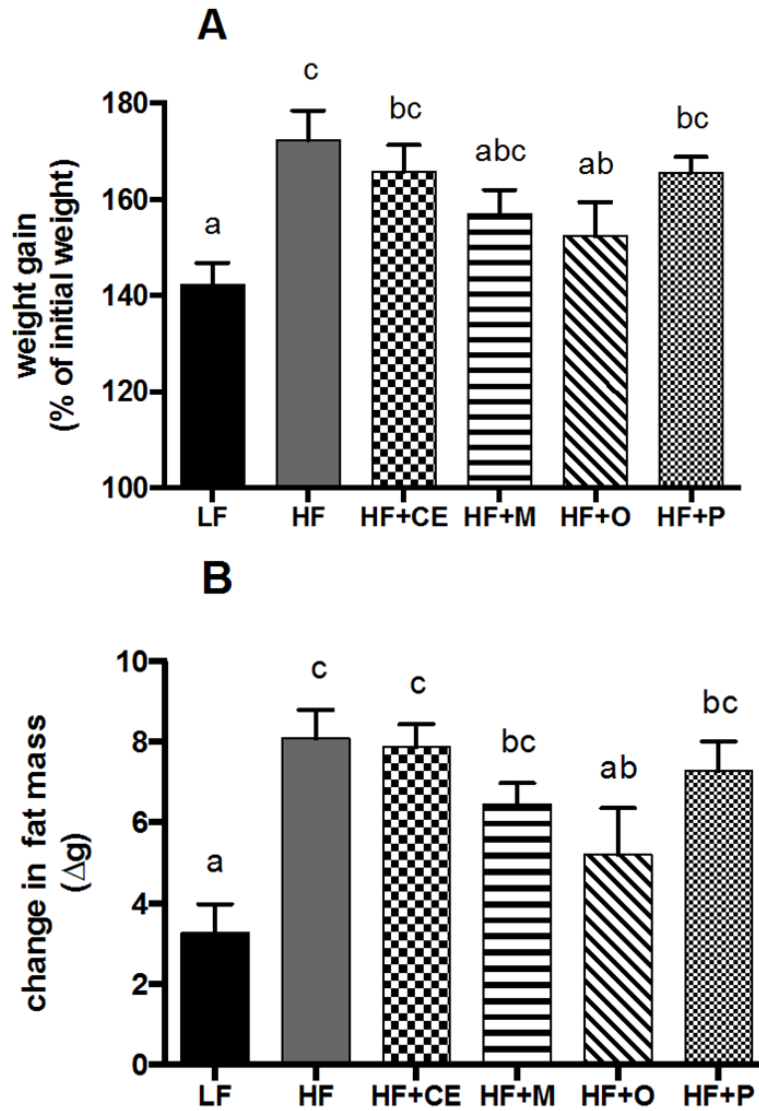 A
c
bc
abc
ab
bc
a
180
160
140
120
100
weight gain
(% of initial weight)
LF HF HF+CE HF+M HF+O HF+P
B
c
c
bc
ab
bc
a
10
8
6
4
2
0
change in fat mass
(Δg)
LF HF HF+CE HF+M HF+O HF+P